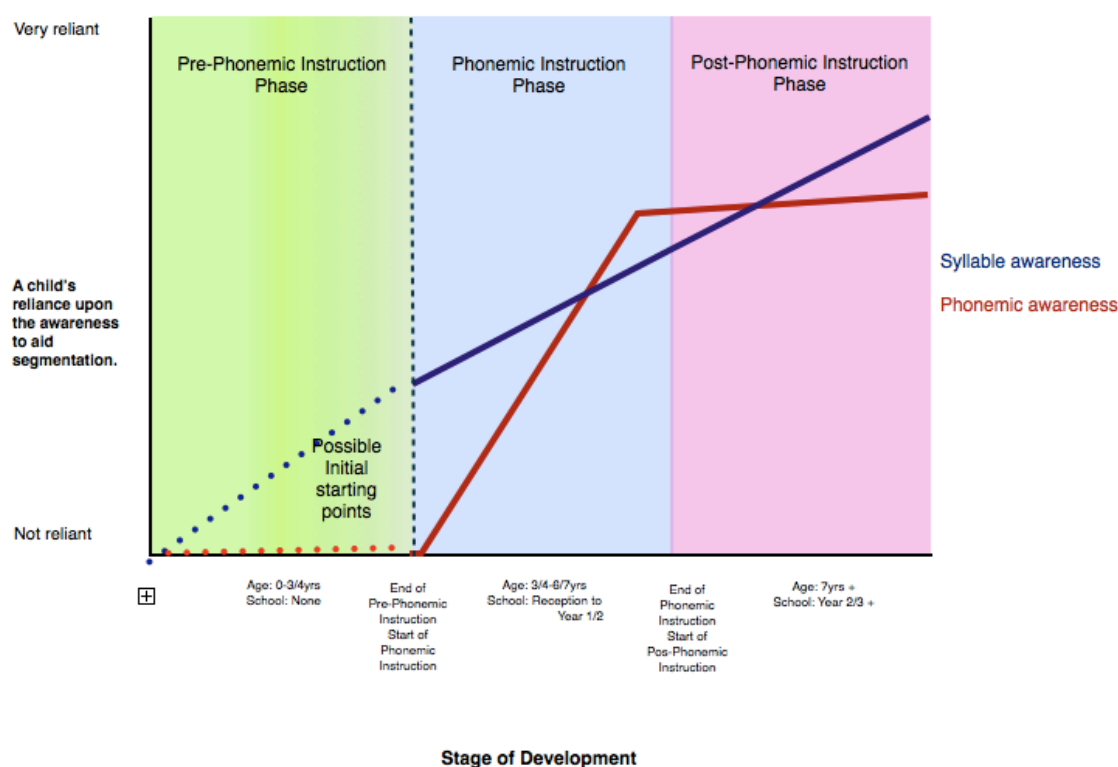 Very reliant
Pre-Phonemic Instruction
Phase
Phonemic Instruction
Phase
Post-Phonemic Instruction
Phase
A child's
reliance upon
the awareness
to aid
segmentation.
Syllable awareness
Phonemic awareness
Possible
Initial
starting
points
Not reliant
Age: 0-3/4yrs
School: None
End of
Pre-Phonemic
Instruction
Start of
Phonemic
Instruction
Age: 3/4-6/7yrs
School: Reception to
Year 1/2
End of
Phonemic
Instruction
Start of
Pos-Phonemic
Instruction
Age: 7yrs +
School: Year 2/3 +
Stage of Development